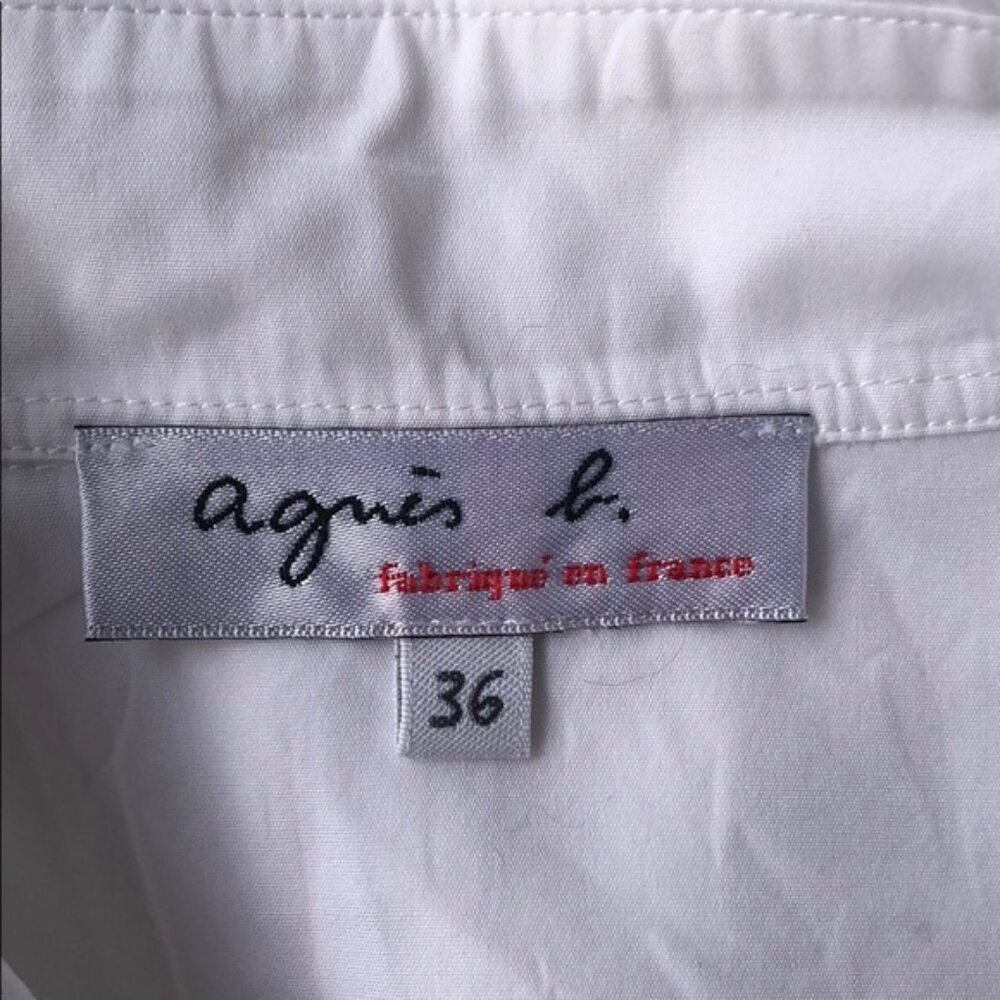 agnès b.
fabriqué en france
36